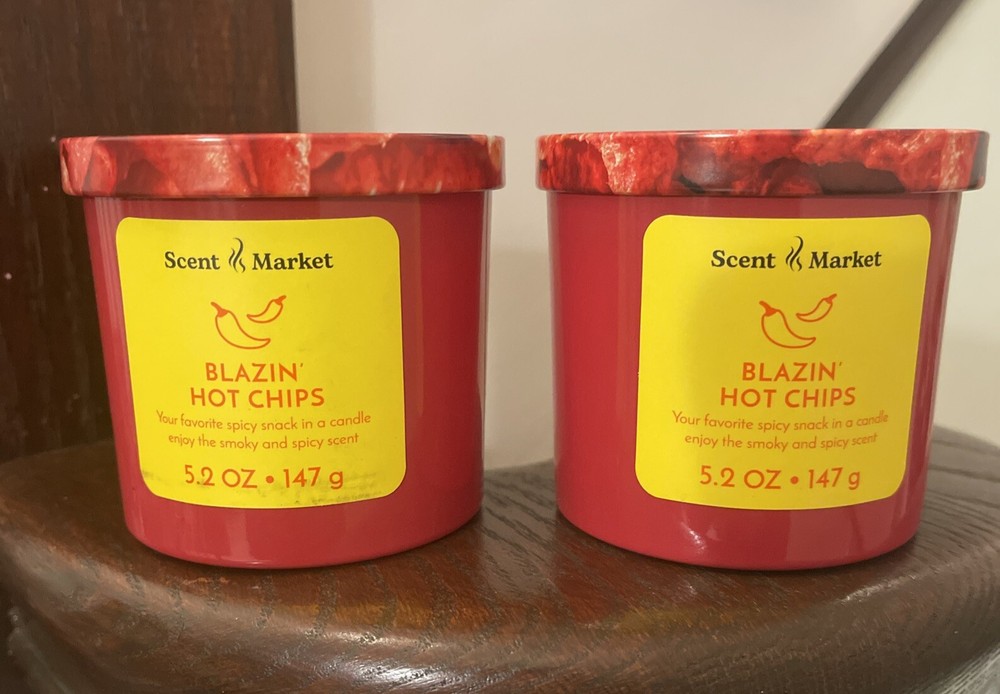 Scent Market
BLAZIN'
HOT CHIPS
Your favorite spicy snack in a candle
enjoy the smoky and spicy scent
5.2 OZ • 147 g
Scent Market
BLAZIN'
HOT CHIPS
Your favorite spicy snack in a candle
enjoy the smoky and spicy scent
5.2 OZ • 147 g